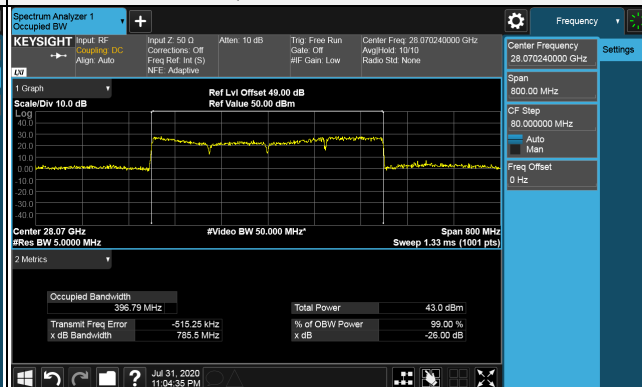 Spectrum Analyzer 1
Occupied BW
Frequency
KEYSIGHT
Input: RF
Coupling: DC
Align: Auto
Input Z: 50 Ω
Corrections: Off
Freq Ref: Int (S)
NFE: Adaptive
Atten: 10 dB
Trig: Free Run
Gate: Off
#IF Gain: Low
Center Freq: 28.070240000 GHz
Avg|Hold: 10/10
Radio Std: None
LXI
Center Frequency
28.070240000 GHz
Settings
Span
800.00 MHz
CF Step
80.000000 MHz
Auto
Man
Freq Offset
0 Hz
1 Graph
Scale/Div 10.0 dB
Ref Lvl Offset 49.00 dB
Ref Value 50.00 dBm
Log
40.0
30.0
20.0
10.0
0.00
-10.0
-20.0
-30.0
-40.0
Center 28.07 GHz
#Video BW 50.000 MHz*
Span 800 MHz
#Res BW 5.0000 MHz
Sweep 1.33 ms (1001 pts)
2 Metrics
Occupied Bandwidth
396.79 MHz
Total Power
43.0 dBm
Transmit Freq Error
-515.25 kHz
% of OBW Power
99.00 %
x dB Bandwidth
785.5 MHz
x dB
-26.00 dB
?
Jul 31, 2020
11:04:35 PM